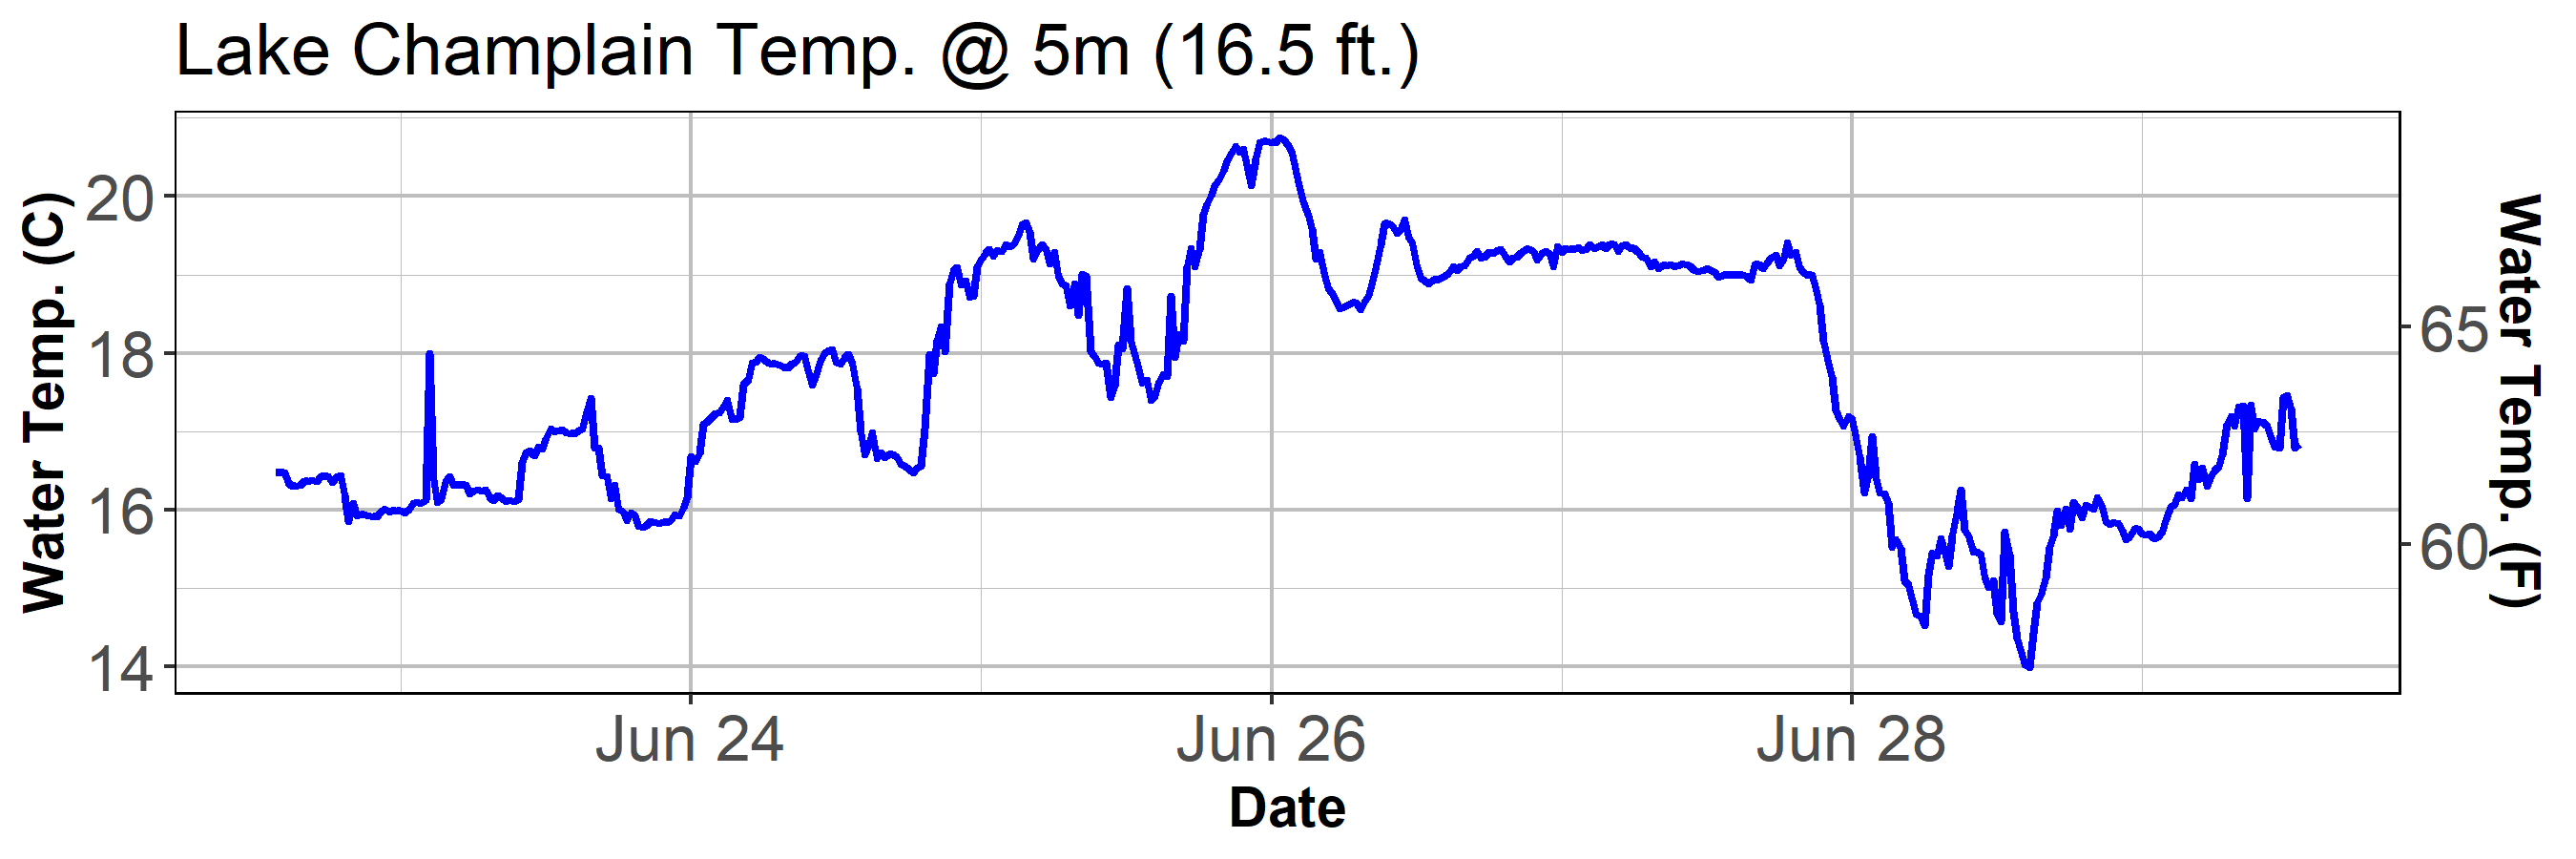 Lake Champlain Temp. @ 5m (16.5 ft.)
Water Temp. (C)
20
18
16
14
65
60
Water Temp. (F)
Jun 24
Jun 26
Jun 28
Date